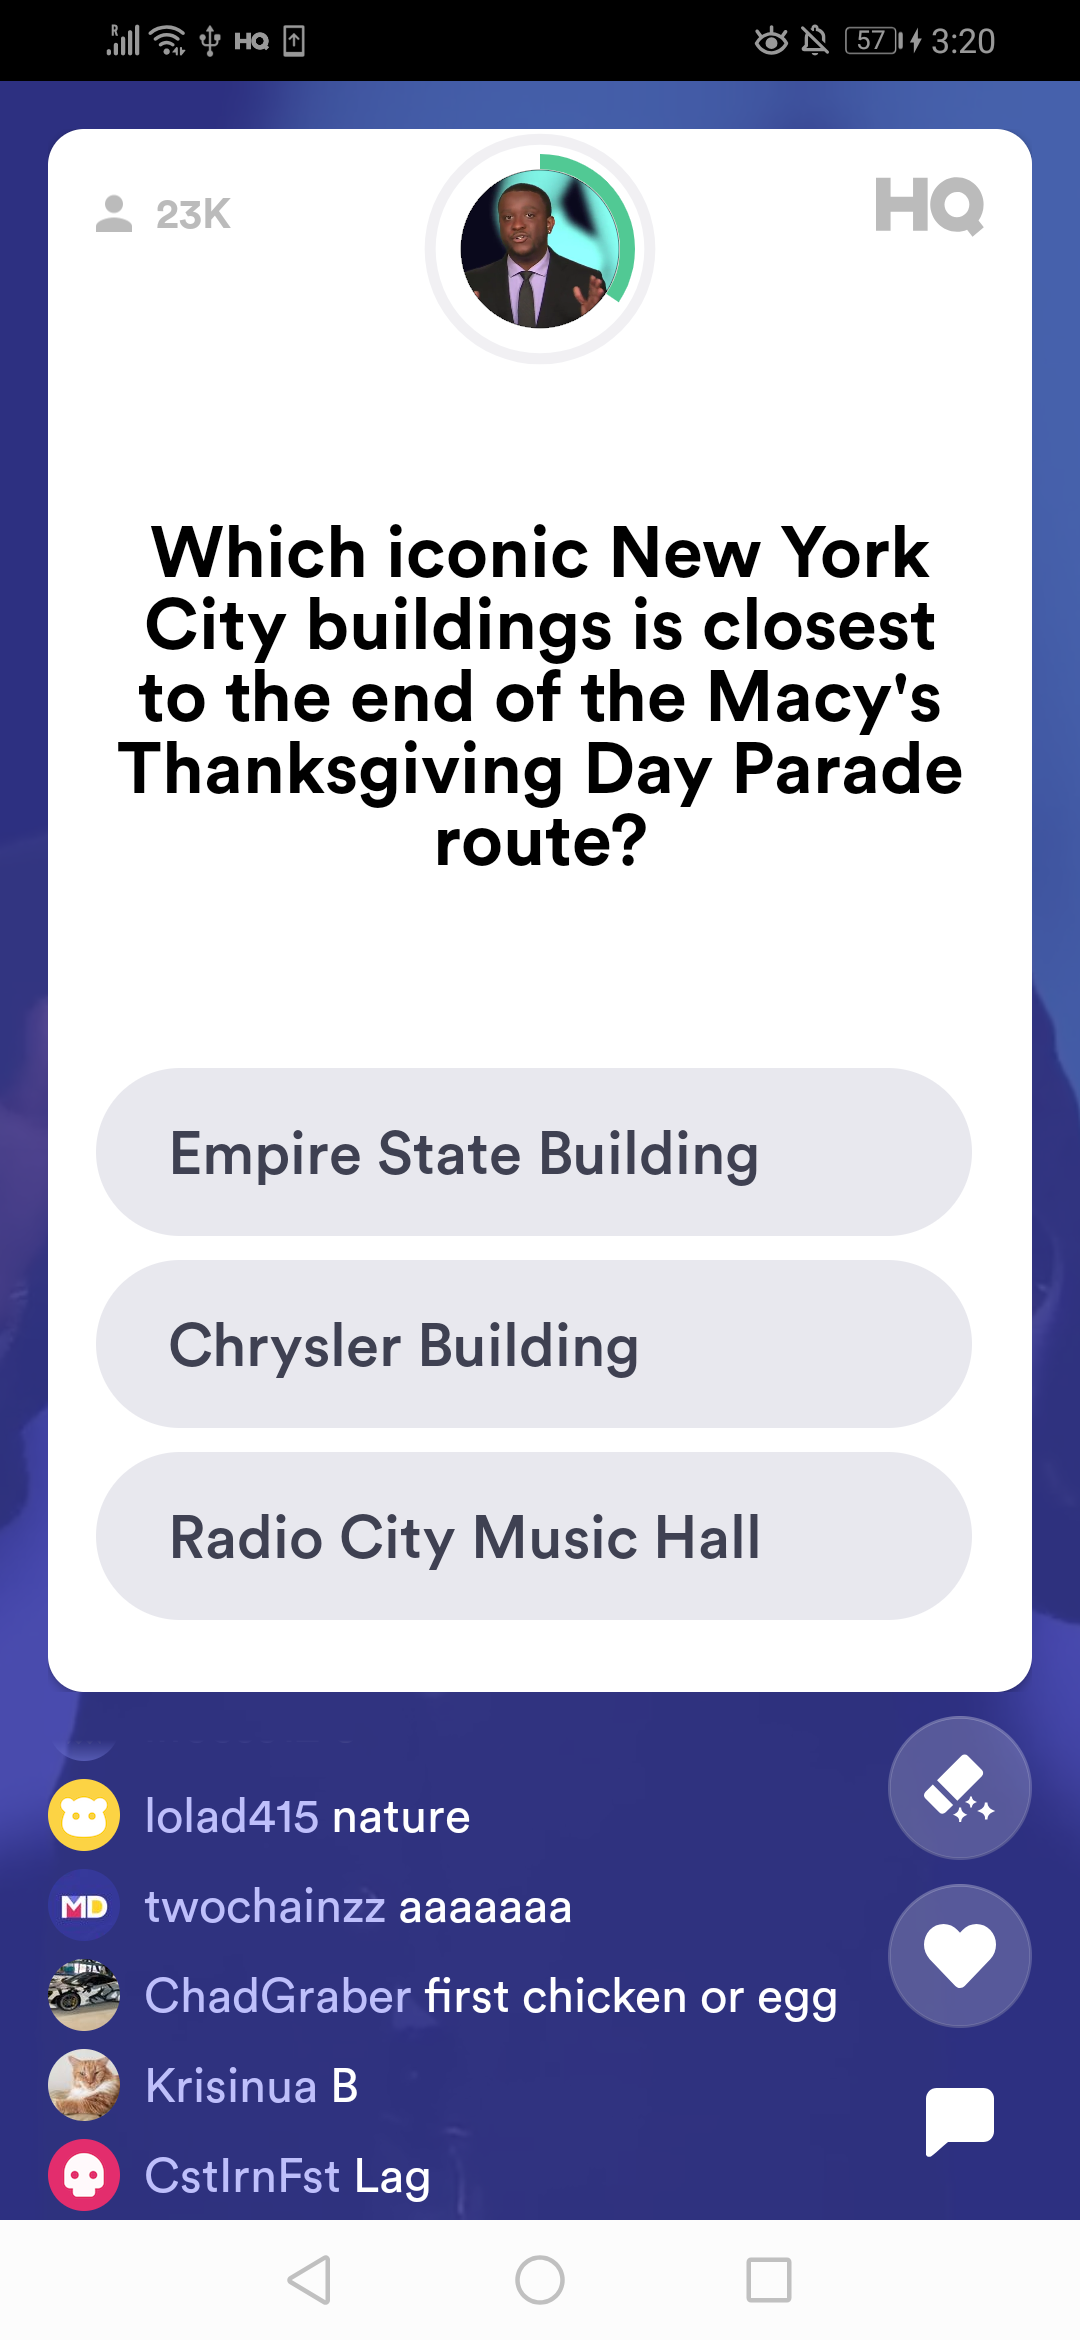 R HQ 57 3:20
23K
HQ
Which iconic New York
City buildings is closest
to the end of the Macy's
Thanksgiving Day Parade
route?
Empire State Building
Chrysler Building
Radio City Music Hall
lolad415 nature
MD twochainzz aaaaaaa
ChadGraber first chicken or egg
Krisinua B
CstIrnFst Lag